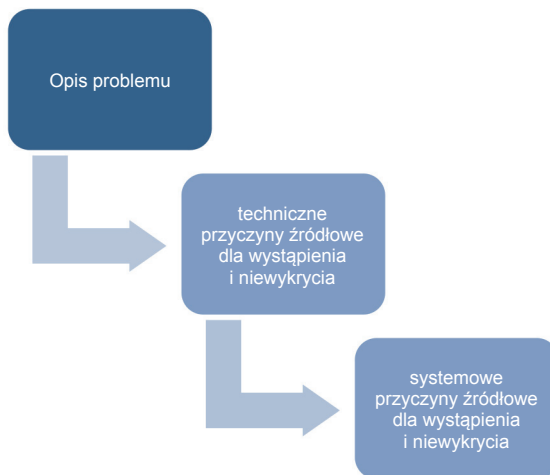 Opis problemu
techniczne
przyczyny źródłowe
dla wystąpienia
i niewykrycia
systemowe
przyczyny źródłowe
dla wystąpienia
i niewykrycia